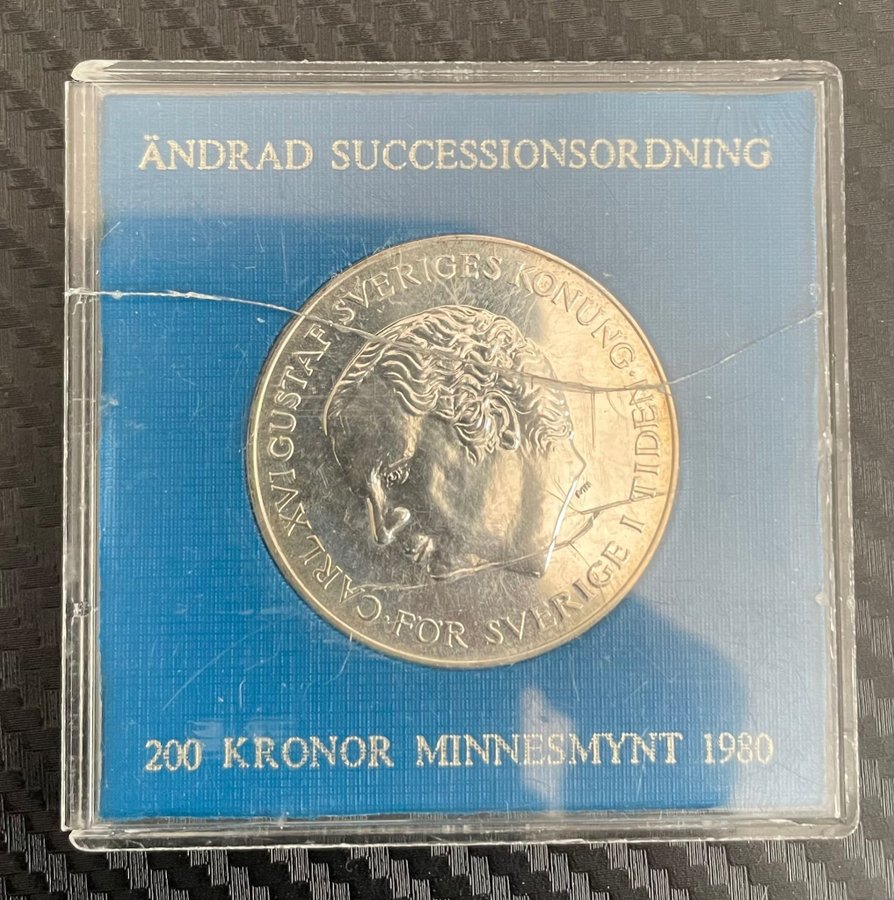 ÄNDRAD SUCCESSIONSORDNING
CARL XVI GUSTAF SVERIGES KONUNG · FÖR SVERIGE I TIDEN ·
200 KRONOR MINNESMYNT 1980